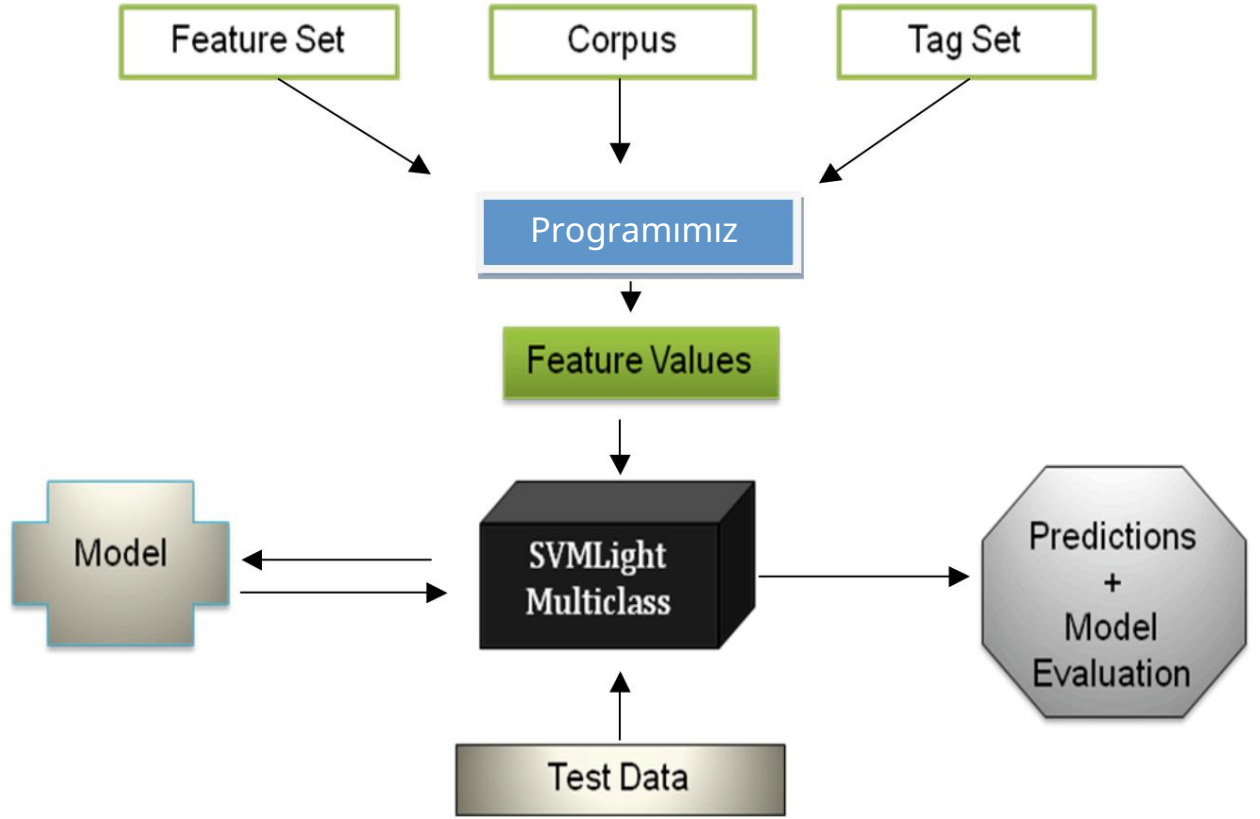 Feature Set
Corpus
Tag Set
Programımız
Feature Values
Model
SVMLight
Multiclass
Predictions
+
Model
Evaluation
Test Data